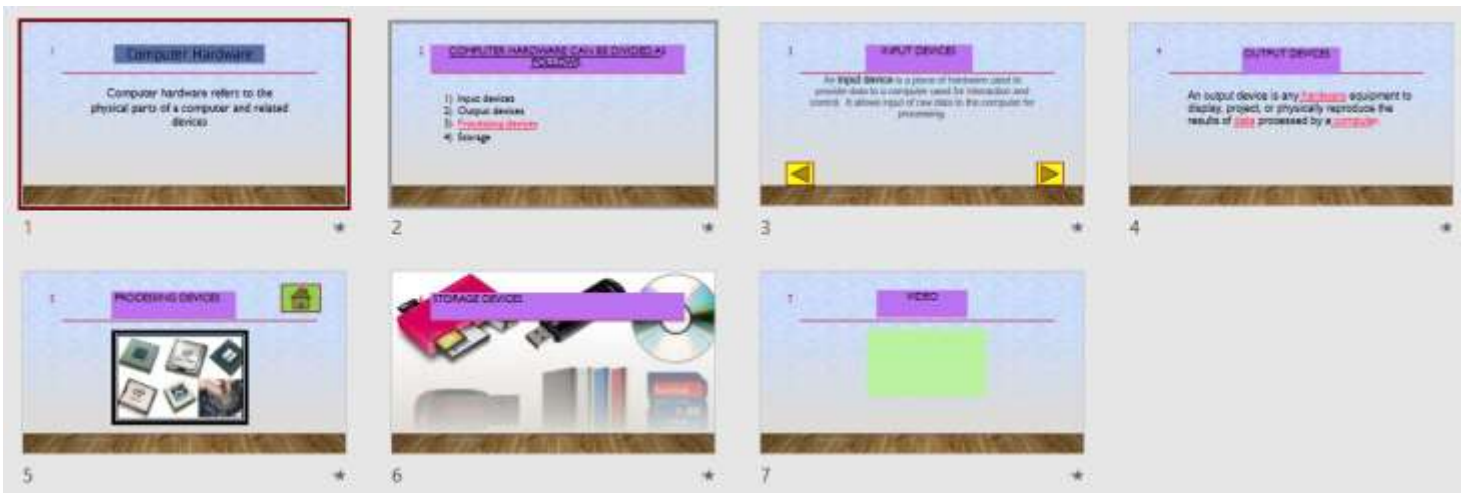 1
Computer Hardware
Computer hardware refers to the
physical parts of a computer and related
devices
1
2
COMPUTER HARDWARE CAN BE DIVIDED AS
FOLLOWS
1) Input devices
2) Output devices
3) Processing devices
4) Storage
2
3
INPUT DEVICES
An input device is a piece of hardware used to
provide data to a computer used for interaction and
control. It allows input of raw data to the computer for
processing.
3
4
OUTPUT DEVICES
An output device is any hardware equipment to
display, project, or physically reproduce the
results of data processed by a computer.
4
5
PROCESSING DEVICES
5
STORAGE DEVICES
6
7
VIDEO
7